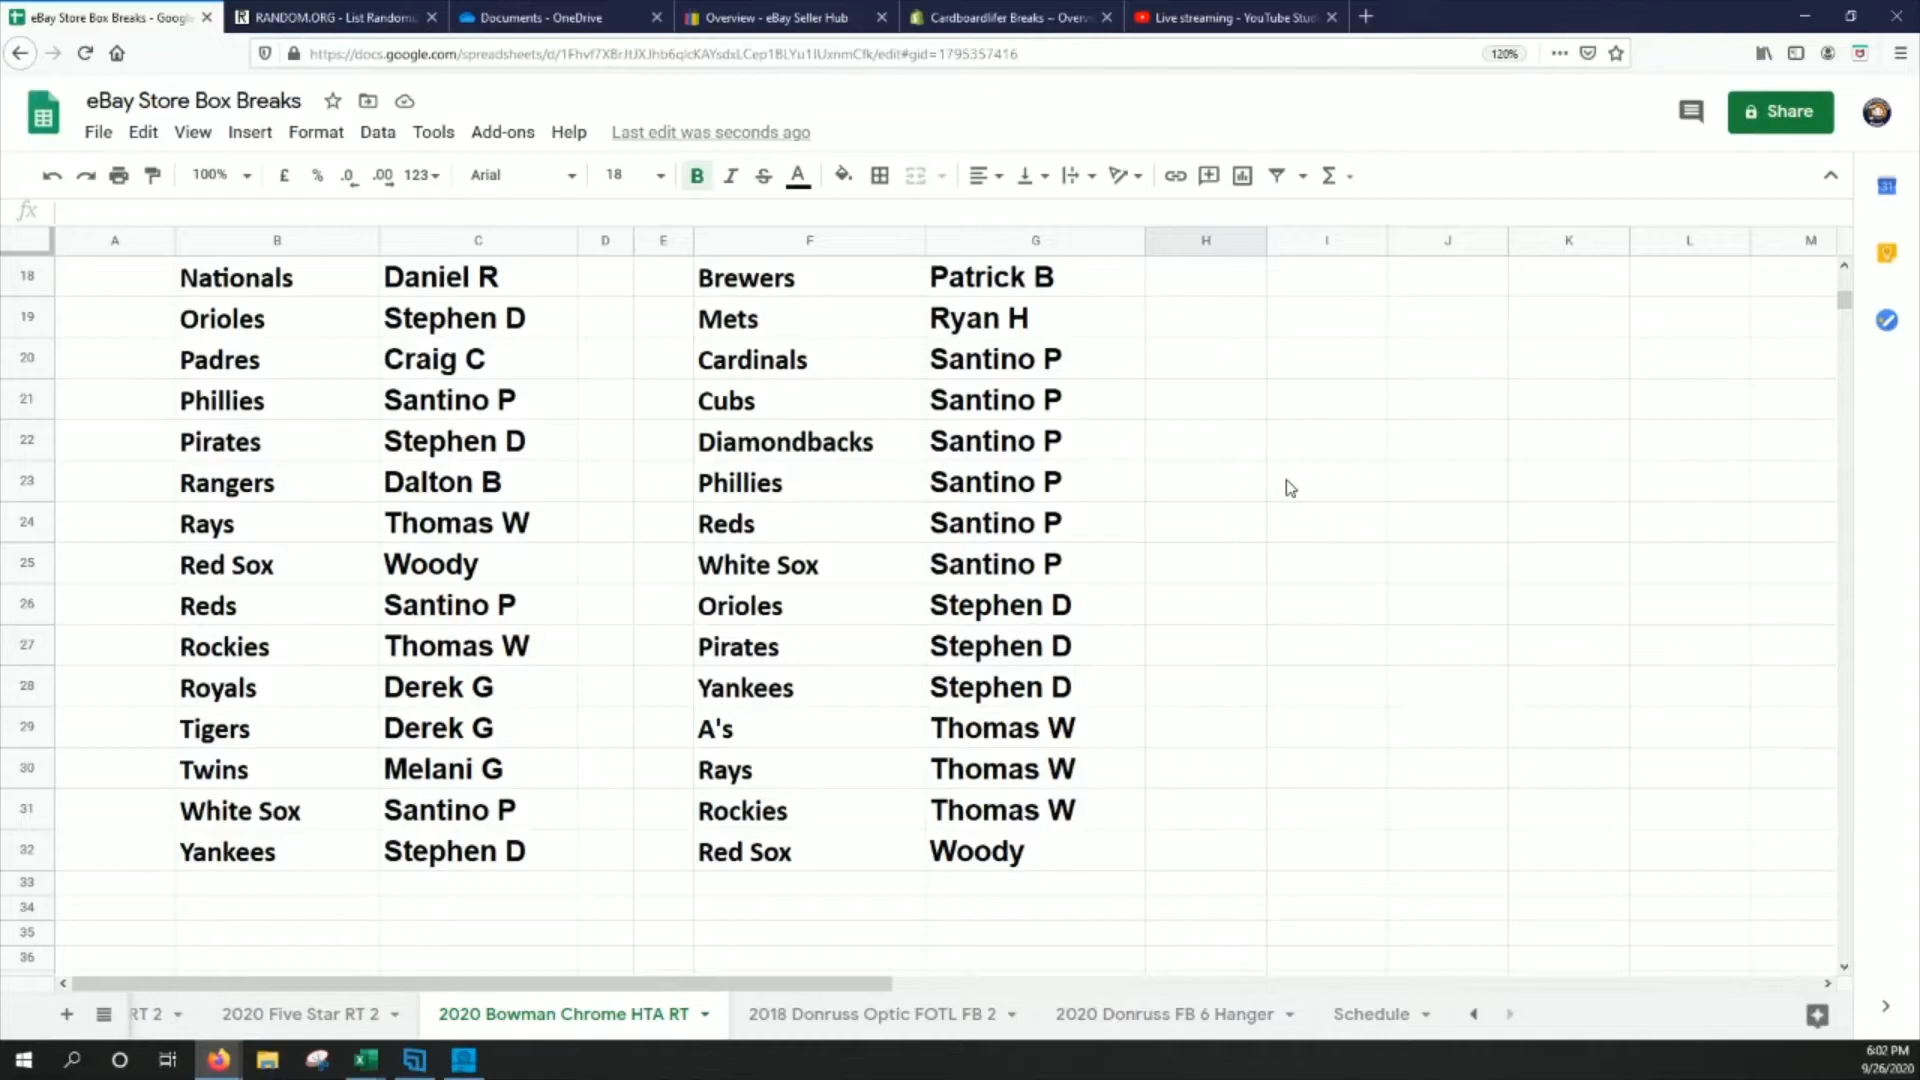 eBay Store Box Breaks - Google
RANDOM.ORG - List Randomi
Documents - OneDrive
Overview - eBay Seller Hub
Cardboardlifer Breaks ~ Overv
Live streaming - YouTube Stud
120%
eBay Store Box Breaks
Share
File Edit View Insert Format Data Tools Add-ons Help Last edit was seconds ago
100% £ % .0 .00 123 Arial 18 B I S A Σ
fx
A B C D E F G H I J K L M
18 Nationals Daniel R Brewers Patrick B
19 Orioles Stephen D Mets Ryan H
20 Padres Craig C Cardinals Santino P
21 Phillies Santino P Cubs Santino P
22 Pirates Stephen D Diamondbacks Santino P
23 Rangers Dalton B Phillies Santino P
24 Rays Thomas W Reds Santino P
25 Red Sox Woody White Sox Santino P
26 Reds Santino P Orioles Stephen D
27 Rockies Thomas W Pirates Stephen D
28 Royals Derek G Yankees Stephen D
29 Tigers Derek G A's Thomas W
30 Twins Melani G Rays Thomas W
31 White Sox Santino P Rockies Thomas W
32 Yankees Stephen D Red Sox Woody
33
34
35
36
RT 2 2020 Five Star RT 2 2020 Bowman Chrome HTA RT 2018 Donruss Optic FOTL FB 2 2020 Donruss FB 6 Hanger Schedule
6:02 PM
9/26/2020